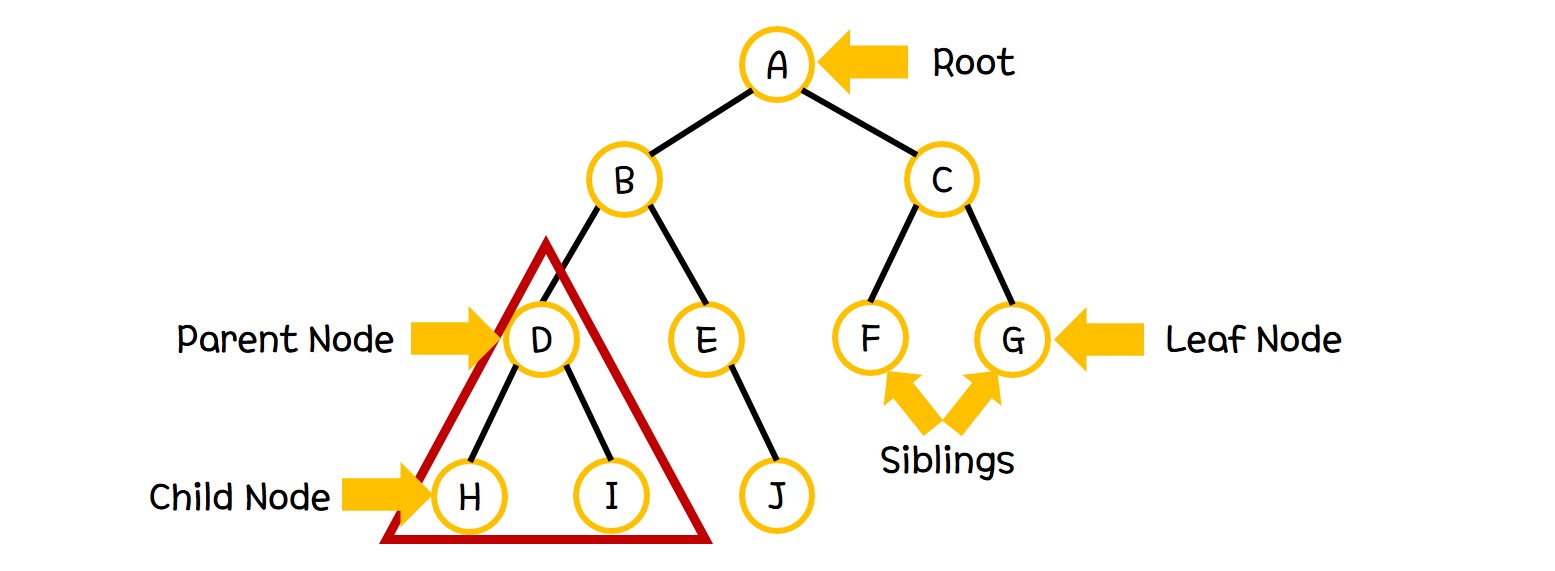 A
Root
B
C
Parent Node
D
E
F
G
Leaf Node
Siblings
Child Node
H
I
J